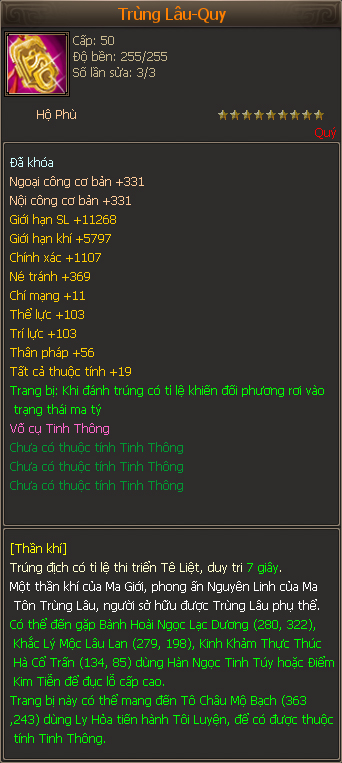 Trùng Lâu-Quy
Cấp: 50
Độ bền: 255/255
Số lần sửa: 3/3
Hộ Phù
Quý
Đã khóa
Ngoại công cơ bản +331
Nội công cơ bản +331
Giới hạn SL +11268
Giới hạn khí +5797
Chính xác +1107
Né tránh +369
Chí mạng +11
Thể lực +103
Trí lực +103
Thân pháp +56
Tất cả thuộc tính +19
Trang bị: Khi đánh trúng có tỉ lệ khiến đối phương rơi vào
trạng thái ma tý
Võ cụ Tinh Thông
Chưa có thuộc tính Tinh Thông
Chưa có thuộc tính Tinh Thông
Chưa có thuộc tính Tinh Thông
[Thần khí]
Trúng địch có tỉ lệ thi triển Tê Liệt, duy trì 7 giây.
Một thần khí của Ma Giới, phong ấn Nguyên Linh của Ma
Tôn Trùng Lâu, người sở hữu được Trùng Lâu phụ thể.
Có thể đến gặp Bành Hoài Ngọc Lạc Dương (280, 322),
Khắc Lý Mộc Lâu Lan (279, 198), Kinh Khảm Thực Thúc
Hà Cổ Trấn (134, 85) dùng Hàn Ngọc Tinh Túy hoặc Điểm
Kim Tiễn để đục lỗ cấp cao.
Trang bị này có thể mang đến Tô Châu Mộ Bạch (363
,243) dùng Ly Hỏa tiến hành Tôi Luyện, để có được thuộc
tính Tinh Thông.